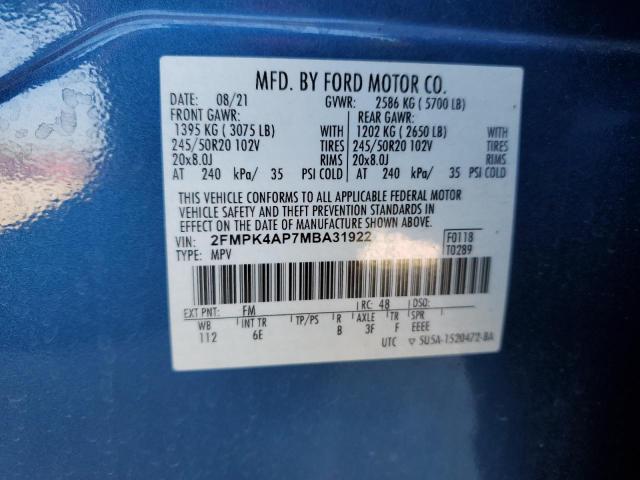 MFD. BY FORD MOTOR CO.
DATE: 08/21 GVWR: 2586 KG ( 5700 LB)
FRONT GAWR: REAR GAWR:
1395 KG ( 3075 LB) WITH 1202 KG ( 2650 LB) WITH
245/50R20 102V TIRES 245/50R20 102V TIRES
20x8.0J RIMS 20x8.0J RIMS
AT 240 kPa/ 35 PSI COLD AT 240 kPa/ 35 PSI COLD
THIS VEHICLE CONFORMS TO ALL APPLICABLE FEDERAL MOTOR
VEHICLE SAFETY AND THEFT PREVENTION STANDARDS IN
EFFECT ON THE DATE OF MANUFACTURE SHOWN ABOVE.
VIN: 2FMPK4AP7MBA31922 F0118
TYPE: MPV T0289
EXT PNT: FM RC: 48 DSO:
WB INT TR TP/PS R AXLE TR SPR
112 6E B 3F F EEEE
UTC ▽ 5U5A-1520472-BA